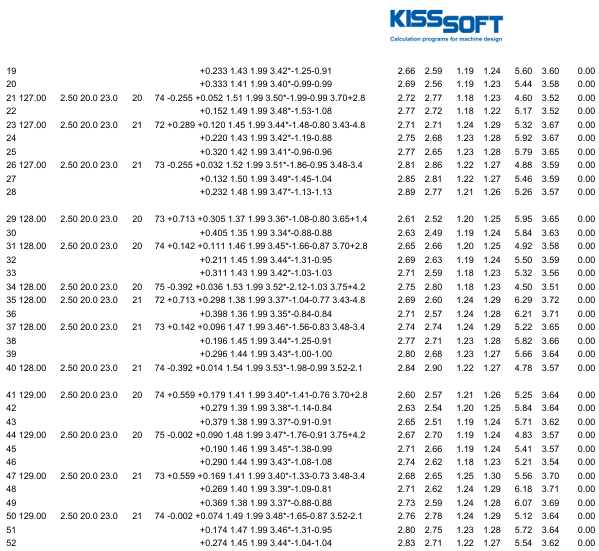 KISSSOFT
Calculation programs for machine design
19 +0.233 1.43 1.99 3.42*-1.25-0.91 2.66 2.59 1.19 1.24 5.60 3.60 0.00
20 +0.333 1.41 1.99 3.40*-0.99-0.99 2.69 2.56 1.19 1.23 5.44 3.58 0.00
21 127.00 2.50 20.0 23.0 20 74 -0.255 +0.052 1.51 1.99 3.50*-1.99-0.99 3.70+2.8 2.72 2.77 1.18 1.23 4.60 3.52 0.00
22 +0.152 1.49 1.99 3.48*-1.53-1.08 2.77 2.72 1.18 1.22 5.17 3.52 0.00
23 127.00 2.50 20.0 23.0 21 72 +0.289 +0.120 1.45 1.99 3.44*-1.48-0.80 3.43-4.8 2.71 2.71 1.24 1.29 5.32 3.67 0.00
24 +0.220 1.43 1.99 3.42*-1.19-0.88 2.75 2.68 1.23 1.28 5.92 3.67 0.00
25 +0.320 1.42 1.99 3.41*-0.96-0.96 2.77 2.65 1.23 1.28 5.79 3.65 0.00
26 127.00 2.50 20.0 23.0 21 73 -0.255 +0.032 1.52 1.99 3.51*-1.86-0.95 3.48-3.4 2.81 2.86 1.22 1.27 4.88 3.59 0.00
27 +0.132 1.50 1.99 3.49*-1.45-1.04 2.85 2.81 1.22 1.27 5.46 3.59 0.00
28 +0.232 1.48 1.99 3.47*-1.13-1.13 2.89 2.77 1.21 1.26 5.26 3.57 0.00
29 128.00 2.50 20.0 23.0 20 73 +0.713 +0.305 1.37 1.99 3.36*-1.08-0.80 3.65+1.4 2.61 2.52 1.20 1.25 5.95 3.65 0.00
30 +0.405 1.35 1.99 3.34*-0.88-0.88 2.63 2.49 1.19 1.24 5.84 3.63 0.00
31 128.00 2.50 20.0 23.0 20 74 +0.142 +0.111 1.46 1.99 3.45*-1.66-0.87 3.70+2.8 2.65 2.66 1.20 1.25 4.92 3.58 0.00
32 +0.211 1.45 1.99 3.44*-1.31-0.95 2.69 2.63 1.19 1.24 5.50 3.59 0.00
33 +0.311 1.43 1.99 3.42*-1.03-1.03 2.71 2.59 1.18 1.23 5.32 3.56 0.00
34 128.00 2.50 20.0 23.0 20 75 -0.392 +0.036 1.53 1.99 3.52*-2.12-1.03 3.75+4.2 2.75 2.80 1.18 1.23 4.50 3.51 0.00
35 128.00 2.50 20.0 23.0 21 72 +0.713 +0.298 1.38 1.99 3.37*-1.04-0.77 3.43-4.8 2.69 2.60 1.24 1.29 6.29 3.72 0.00
36 +0.398 1.36 1.99 3.35*-0.84-0.84 2.71 2.57 1.24 1.28 6.21 3.71 0.00
37 128.00 2.50 20.0 23.0 21 73 +0.142 +0.096 1.47 1.99 3.46*-1.56-0.83 3.48-3.4 2.74 2.74 1.24 1.29 5.22 3.65 0.00
38 +0.196 1.45 1.99 3.44*-1.25-0.91 2.77 2.71 1.23 1.28 5.82 3.66 0.00
39 +0.296 1.44 1.99 3.43*-1.00-1.00 2.80 2.68 1.23 1.27 5.66 3.64 0.00
40 128.00 2.50 20.0 23.0 21 74 -0.392 +0.014 1.54 1.99 3.53*-1.98-0.99 3.52-2.1 2.84 2.90 1.22 1.27 4.78 3.57 0.00
41 129.00 2.50 20.0 23.0 20 74 +0.559 +0.179 1.41 1.99 3.40*-1.41-0.76 3.70+2.8 2.60 2.57 1.21 1.26 5.25 3.64 0.00
42 +0.279 1.39 1.99 3.38*-1.14-0.84 2.63 2.54 1.20 1.25 5.84 3.64 0.00
43 +0.379 1.38 1.99 3.37*-0.91-0.91 2.65 2.51 1.19 1.24 5.71 3.62 0.00
44 129.00 2.50 20.0 23.0 20 75 -0.002 +0.090 1.48 1.99 3.47*-1.76-0.91 3.75+4.2 2.67 2.70 1.19 1.24 4.83 3.57 0.00
45 +0.190 1.46 1.99 3.45*-1.38-0.99 2.71 2.66 1.19 1.24 5.41 3.57 0.00
46 +0.290 1.44 1.99 3.43*-1.08-1.08 2.74 2.62 1.18 1.23 5.21 3.54 0.00
47 129.00 2.50 20.0 23.0 21 73 +0.559 +0.169 1.41 1.99 3.40*-1.33-0.73 3.48-3.4 2.68 2.65 1.25 1.30 5.56 3.70 0.00
48 +0.269 1.40 1.99 3.39*-1.09-0.81 2.71 2.62 1.24 1.29 6.18 3.71 0.00
49 +0.369 1.38 1.99 3.37*-0.88-0.88 2.73 2.59 1.24 1.28 6.07 3.69 0.00
50 129.00 2.50 20.0 23.0 21 74 -0.002 +0.074 1.49 1.99 3.48*-1.65-0.87 3.52-2.1 2.76 2.78 1.24 1.29 5.12 3.64 0.00
51 +0.174 1.47 1.99 3.46*-1.31-0.95 2.80 2.75 1.23 1.28 5.72 3.64 0.00
52 +0.274 1.45 1.99 3.44*-1.04-1.04 2.83 2.71 1.22 1.27 5.54 3.62 0.00